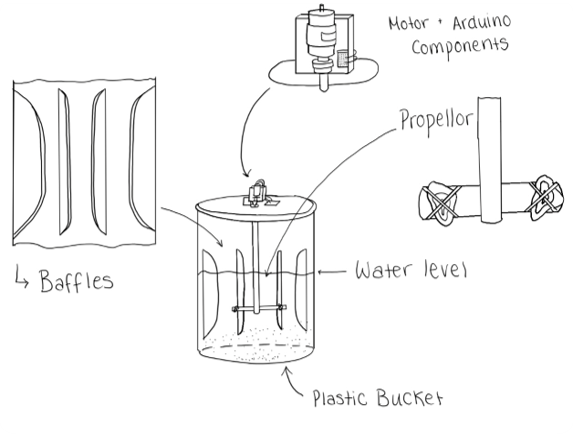 Motor + Arduino
Components
Propellor
Water level
↳ Baffles
Plastic Bucket